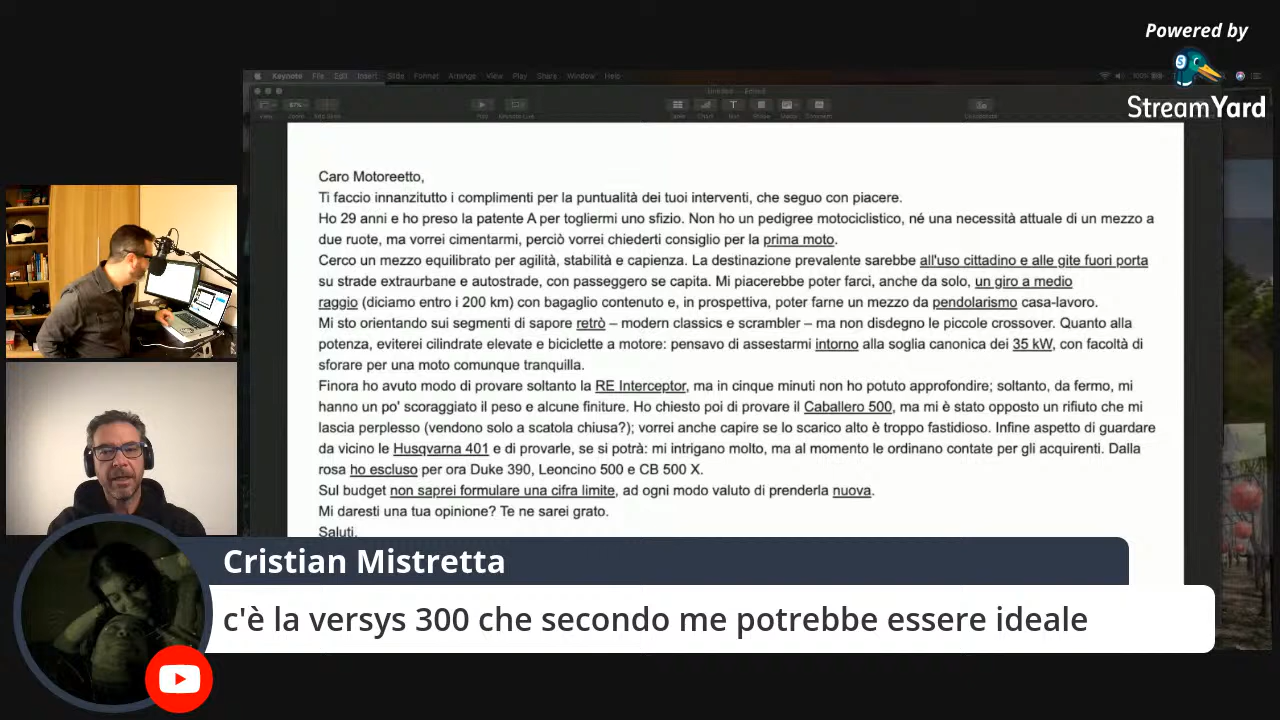 Powered by
StreamYard
Keynote File Edit Insert Slide Format Arrange View Play Share Window Help
Caro Motoreetto,
Ti faccio innanzitutto i complimenti per la puntualità dei tuoi interventi, che seguo con piacere.
Ho 29 anni e ho preso la patente A per togliermi uno sfizio. Non ho un pedigree motociclistico, né una necessità attuale di un mezzo a
due ruote, ma vorrei cimentarmi, perciò vorrei chiederti consiglio per la prima moto.
Cerco un mezzo equilibrato per agilità, stabilità e capienza. La destinazione prevalente sarebbe all'uso cittadino e alle gite fuori porta
su strade extraurbane e autostrade, con passeggero se capita. Mi piacerebbe poter farci, anche da solo, un giro a medio
raggio (diciamo entro i 200 km) con bagaglio contenuto e, in prospettiva, poter farne un mezzo da pendolarismo casa-lavoro.
Mi sto orientando sui segmenti di sapore retrò – modern classics e scrambler – ma non disdegno le piccole crossover. Quanto alla
potenza, eviterei cilindrate elevate e biciclette a motore: pensavo di assestarmi intorno alla soglia canonica dei 35 kW, con facoltà di
sforare per una moto comunque tranquilla.
Finora ho avuto modo di provare soltanto la RE Interceptor, ma in cinque minuti non ho potuto approfondire; soltanto, da fermo, mi
hanno un po' scoraggiato il peso e alcune finiture. Ho chiesto poi di provare il Caballero 500, ma mi è stato opposto un rifiuto che mi
lascia perplesso (vendono solo a scatola chiusa?); vorrei anche capire se lo scarico alto è troppo fastidioso. Infine aspetto di guardare
da vicino le Husqvarna 401 e di provarle, se si potrà: mi intrigano molto, ma al momento le ordinano contate per gli acquirenti. Dalla
rosa ho escluso per ora Duke 390, Leoncino 500 e CB 500 X.
Sul budget non saprei formulare una cifra limite, ad ogni modo valuto di prenderla nuova.
Mi daresti una tua opinione? Te ne sarei grato.
Saluti.
Cristian Mistretta
c'è la versys 300 che secondo me potrebbe essere ideale